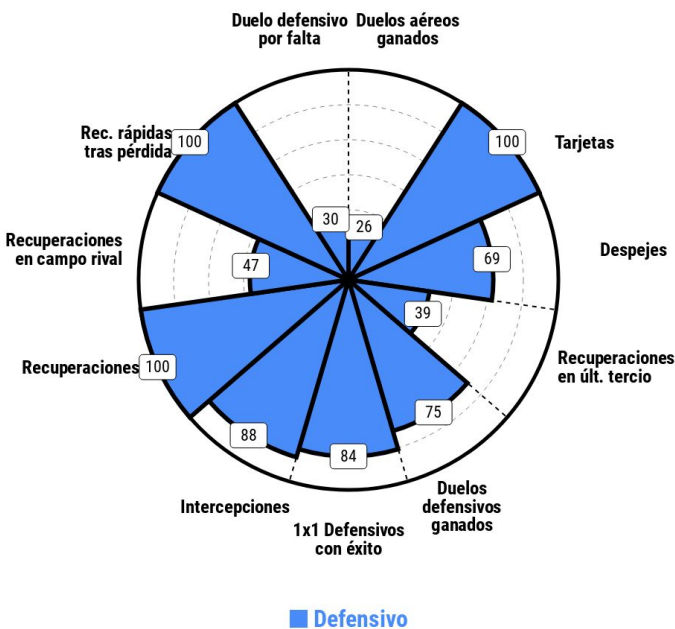 Duelo defensivo
por falta
Duelos aéreos
ganados
Rec. rápidas
tras pérdida
100
100
Tarjetas
30
26
Recuperaciones
en campo rival
47
69
Despejes
39
Recuperaciones
en últ. tercio
Recuperaciones
100
75
88
84
Intercepciones
Duelos
defensivos
ganados
1x1 Defensivos
con éxito
Defensivo